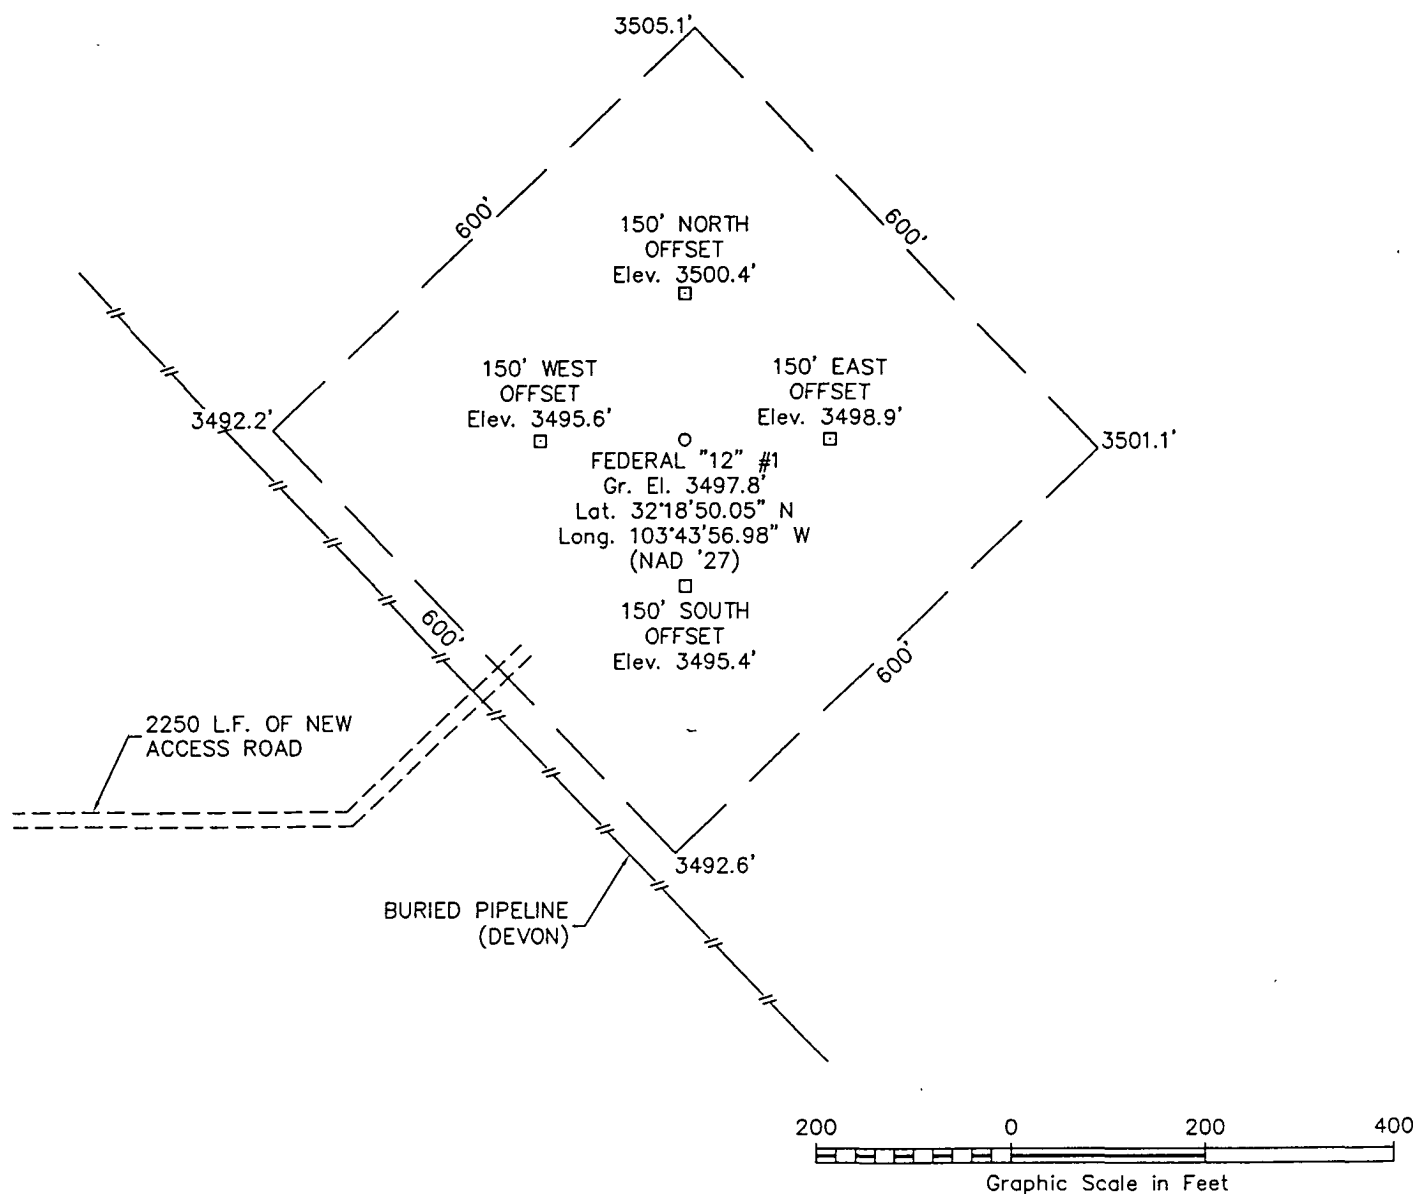 3505.1'
600'
600'
150' NORTH
OFFSET
Elev. 3500.4'
150' WEST
OFFSET
Elev. 3495.6'
150' EAST
OFFSET
Elev. 3498.9'
3492.2'
3501.1'
FEDERAL "12" #1
Gr. El. 3497.8'
Lat. 32°18'50.05" N
Long. 103°43'56.98" W
(NAD '27)
150' SOUTH
OFFSET
Elev. 3495.4'
600'
600'
2250 L.F. OF NEW
ACCESS ROAD
3492.6'
BURIED PIPELINE
(DEVON)
200 0 200 400
Graphic Scale in Feet